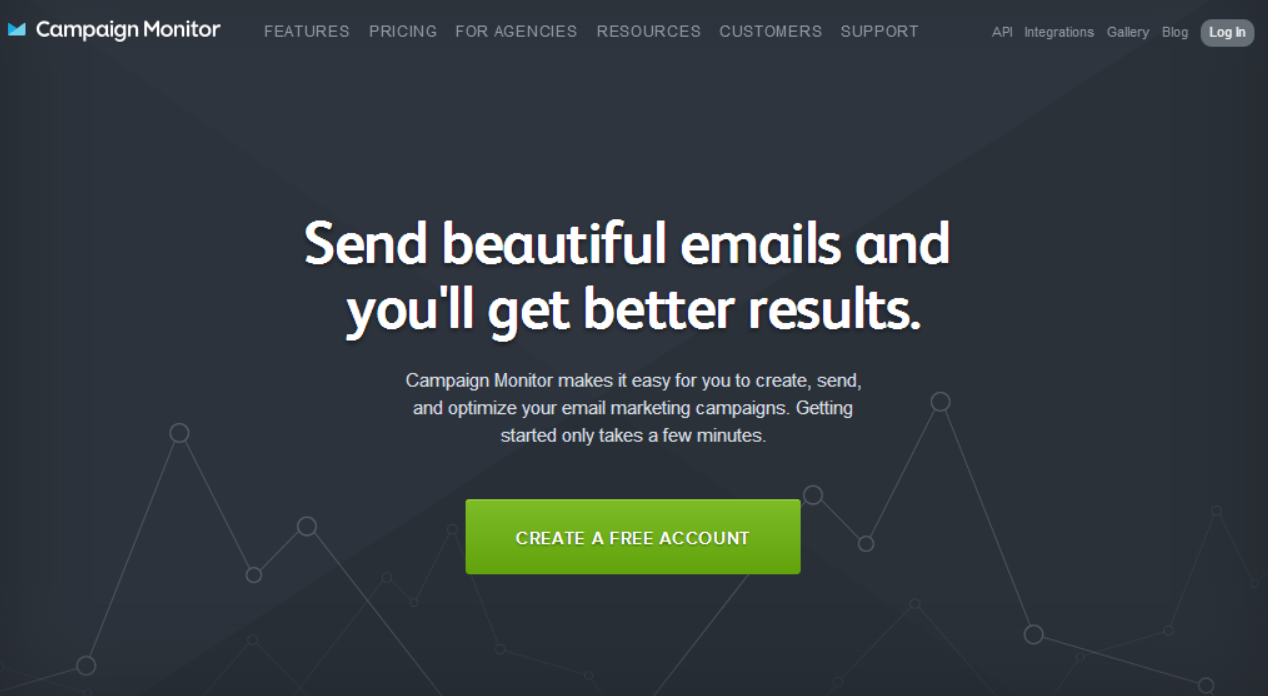 Campaign Monitor FEATURES PRICING FOR AGENCIES RESOURCES CUSTOMERS SUPPORT API Integrations Gallery Blog Log In
Send beautiful emails and
you'll get better results.
Campaign Monitor makes it easy for you to create, send,
and optimize your email marketing campaigns. Getting
started only takes a few minutes.
CREATE A FREE ACCOUNT